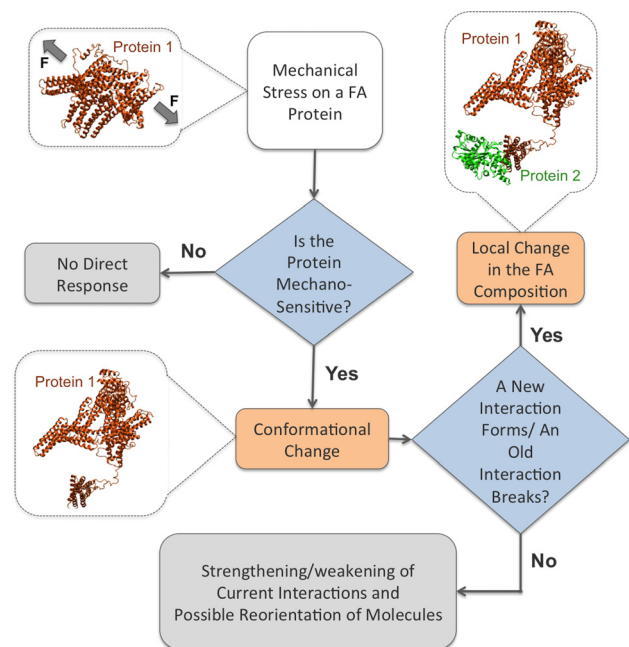 Protein 1
F
F
Mechanical
Stress on a FA
Protein
Protein 1
Protein 2
Is the
Protein
Mechano-
Sensitive?
No
No Direct
Response
Yes
Local Change
in the FA
Composition
Yes
Protein 1
Conformational
Change
A New
Interaction
Forms/ An
Old
Interaction
Breaks?
No
Strengthening/weakening of
Current Interactions and
Possible Reorientation of Molecules